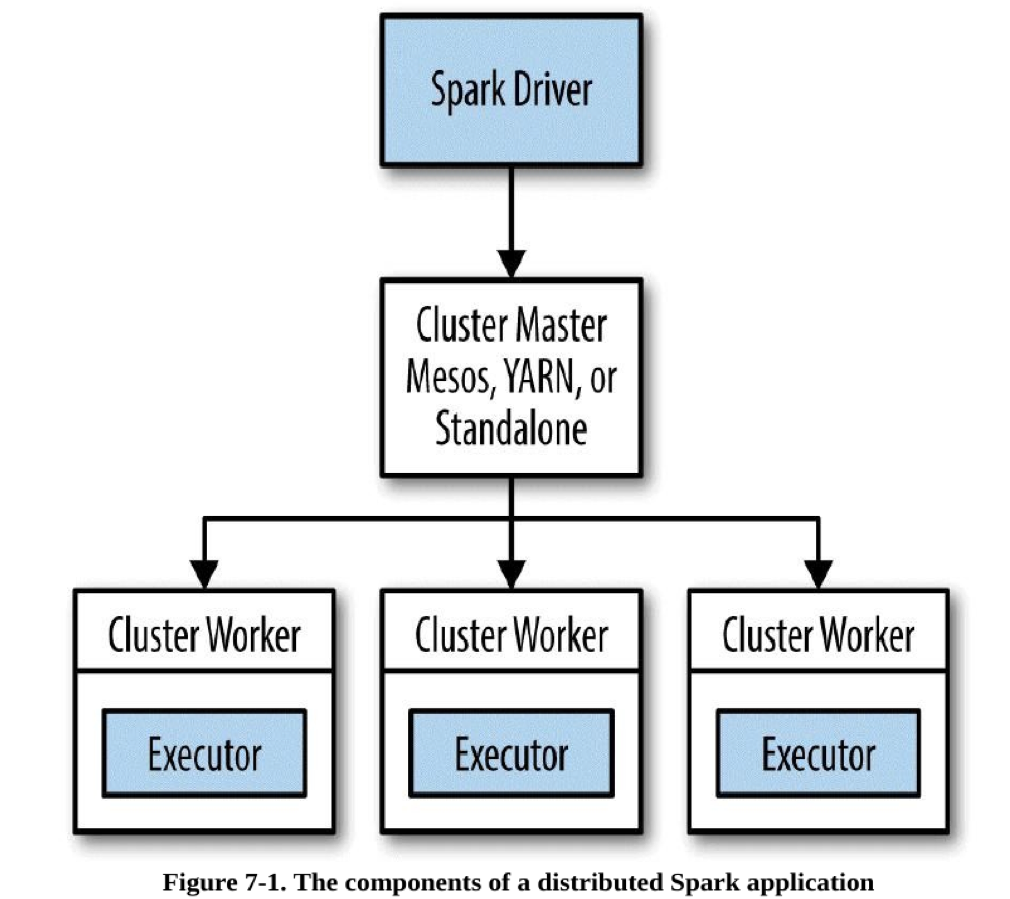 Spark Driver
Cluster Master
Mesos, YARN, or
Standalone
Cluster Worker
Cluster Worker
Cluster Worker
Executor
Executor
Executor
Figure 7-1. The components of a distributed Spark application